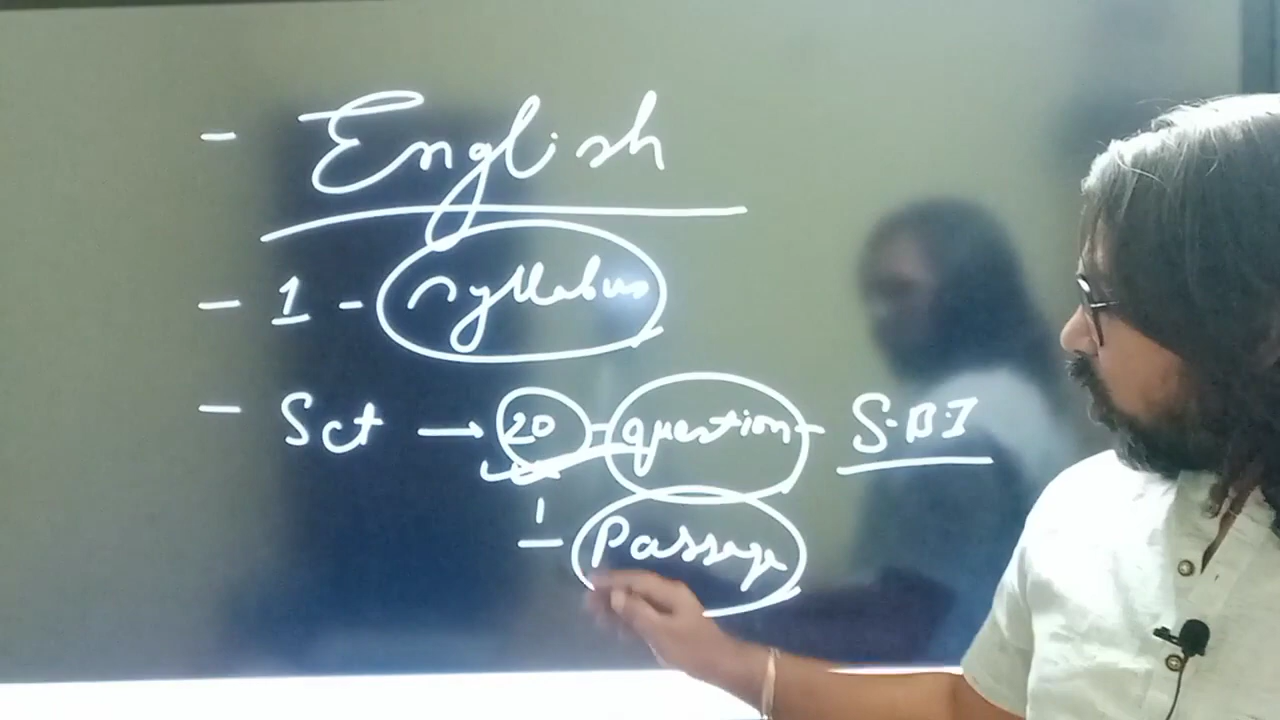 - English
- 1 - syllabus
- Set → 20 - question - S.B.I
1
- Passage